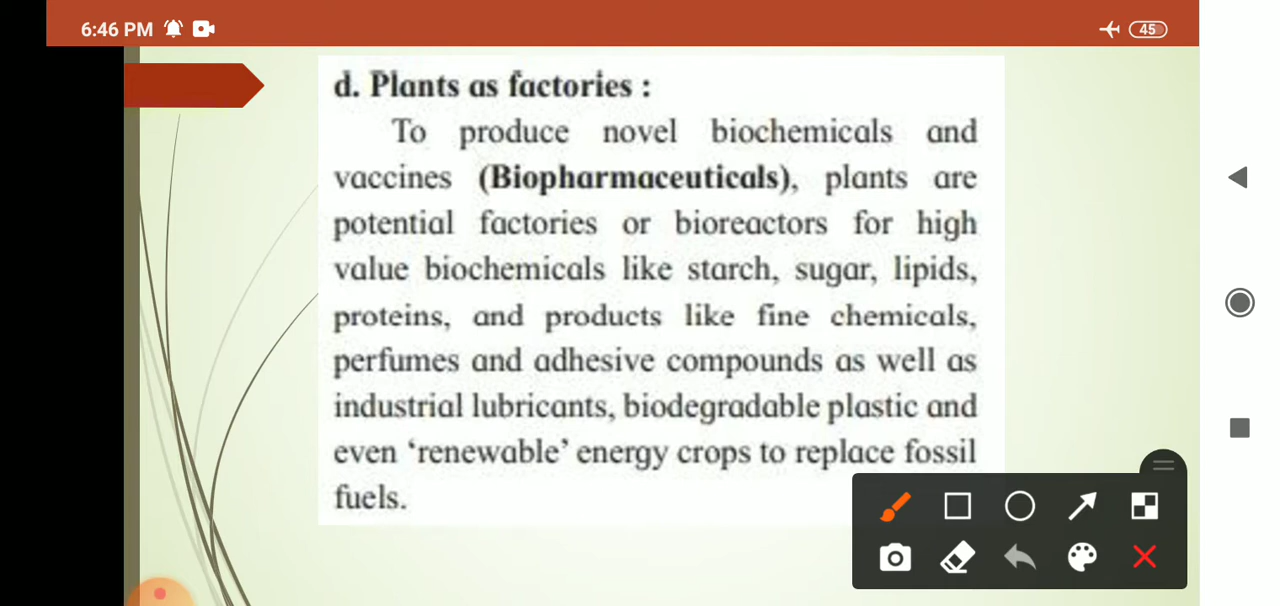 6:46 PM
45
d. Plants as factories :
To produce novel biochemicals and
vaccines (Biopharmaceuticals), plants are
potential factories or bioreactors for high
value biochemicals like starch, sugar, lipids,
proteins, and products like fine chemicals,
perfumes and adhesive compounds as well as
industrial lubricants, biodegradable plastic and
even ‘renewable’ energy crops to replace fossil
fuels.